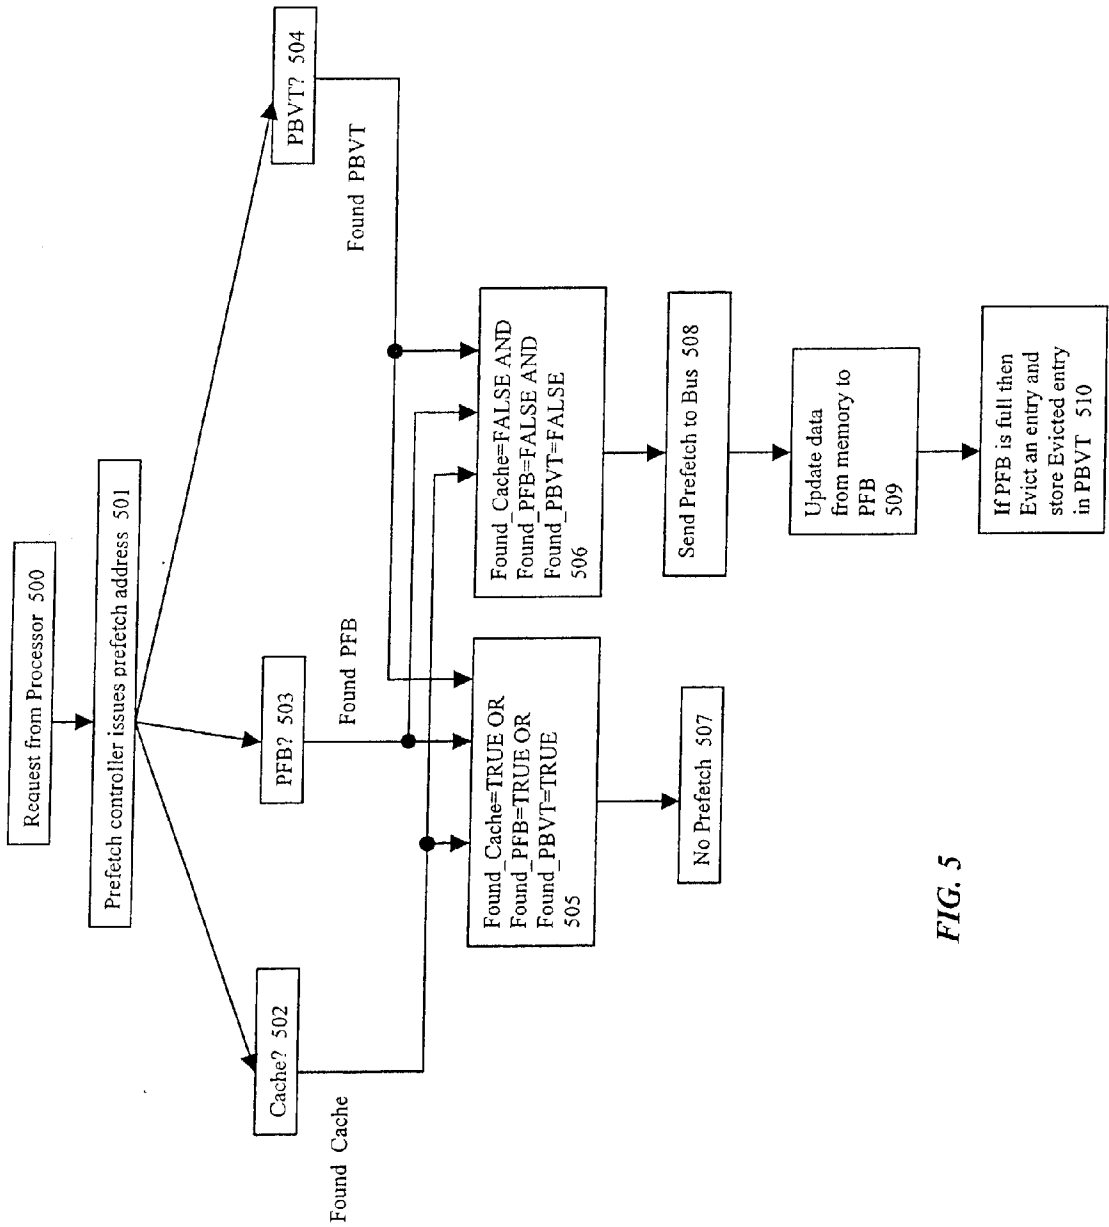 Request from Processor 500
Prefetch controller issues prefetch address 501
Cache? 502
PFB? 503
PBVT? 504
Found Cache
Found PFB
Found PBVT
Found_Cache=TRUE OR
Found_PFB=TRUE OR
Found_PBVT=TRUE
505
Found_Cache=FALSE AND
Found_PFB=FALSE AND
Found_PBVT=FALSE
506
No Prefetch 507
Send Prefetch to Bus 508
Update data
from memory to
PFB
509
If PFB is full then
Evict an entry and
store Evicted entry
in PBVT 510
FIG. 5